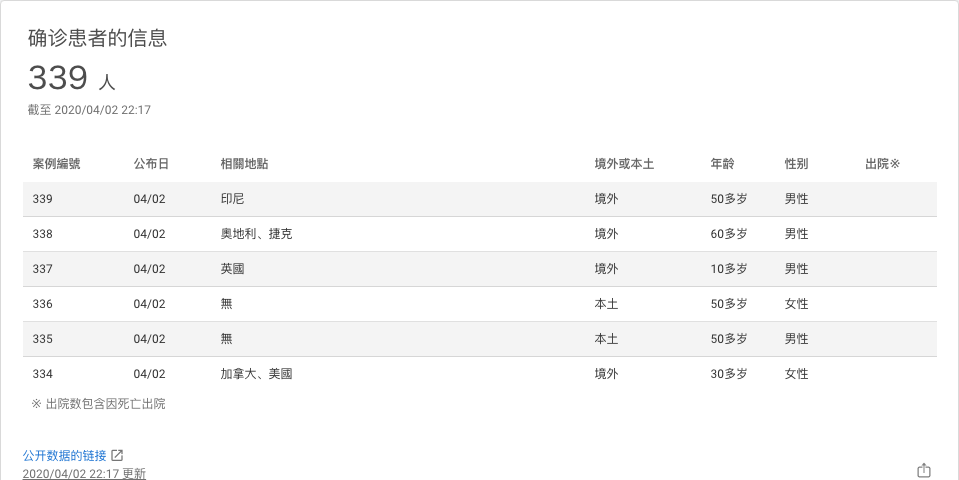 确诊患者的信息
339 人
截至 2020/04/02 22:17
案例編號 公布日 相關地點 境外或本土 年龄 性别 出院※
339 04/02 印尼 境外 50多岁 男性
338 04/02 奧地利、捷克 境外 60多岁 男性
337 04/02 英國 境外 10多岁 男性
336 04/02 無 本土 50多岁 女性
335 04/02 無 本土 50多岁 男性
334 04/02 加拿大、美國 境外 30多岁 女性
※ 出院数包含因死亡出院
公开数据的链接
2020/04/02 22:17 更新